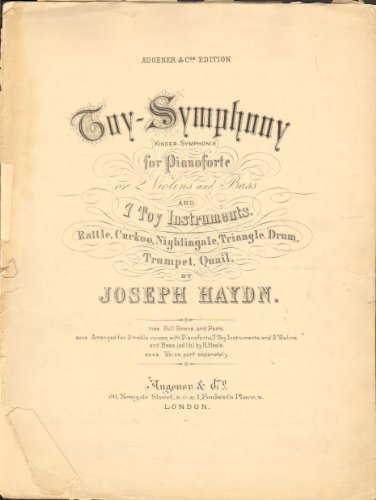 AUGENER & COS EDITION
Toy-Symphony
[KINDER-SYMPHONIE]
for Pianoforte
or 2 Violins and Bass
AND
7 Toy Instruments.
Rattle, Cuckoo, Nightingale, Triangle, Drum,
Trumpet, Quail.
BY
JOSEPH HAYDN.
Full Score and Parts.
Arranged for 2 treble voices with Pianoforte, 7 Toy Instruments and 2 Violins
and Bass (ad lib.) by H. Heale.
Voice part separately.
Augener & Co.
86, Newgate Street, E.C. & 1, Foubert's Place, W.
LONDON.